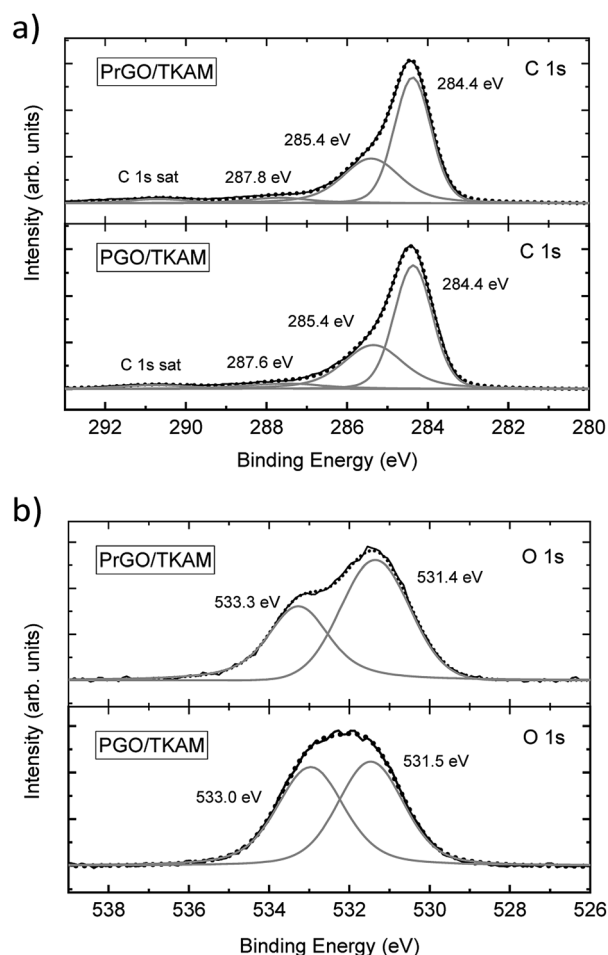 a)
PrGO/TKAM
C 1s
284.4 eV
285.4 eV
C 1s sat
287.8 eV
PGO/TKAM
C 1s
284.4 eV
285.4 eV
C 1s sat
287.6 eV
Intensity (arb. units)
292 290 288 286 284 282 280
Binding Energy (eV)
b)
PrGO/TKAM
O 1s
531.4 eV
533.3 eV
PGO/TKAM
O 1s
531.5 eV
533.0 eV
Intensity (arb. units)
538 536 534 532 530 528 526
Binding Energy (eV)